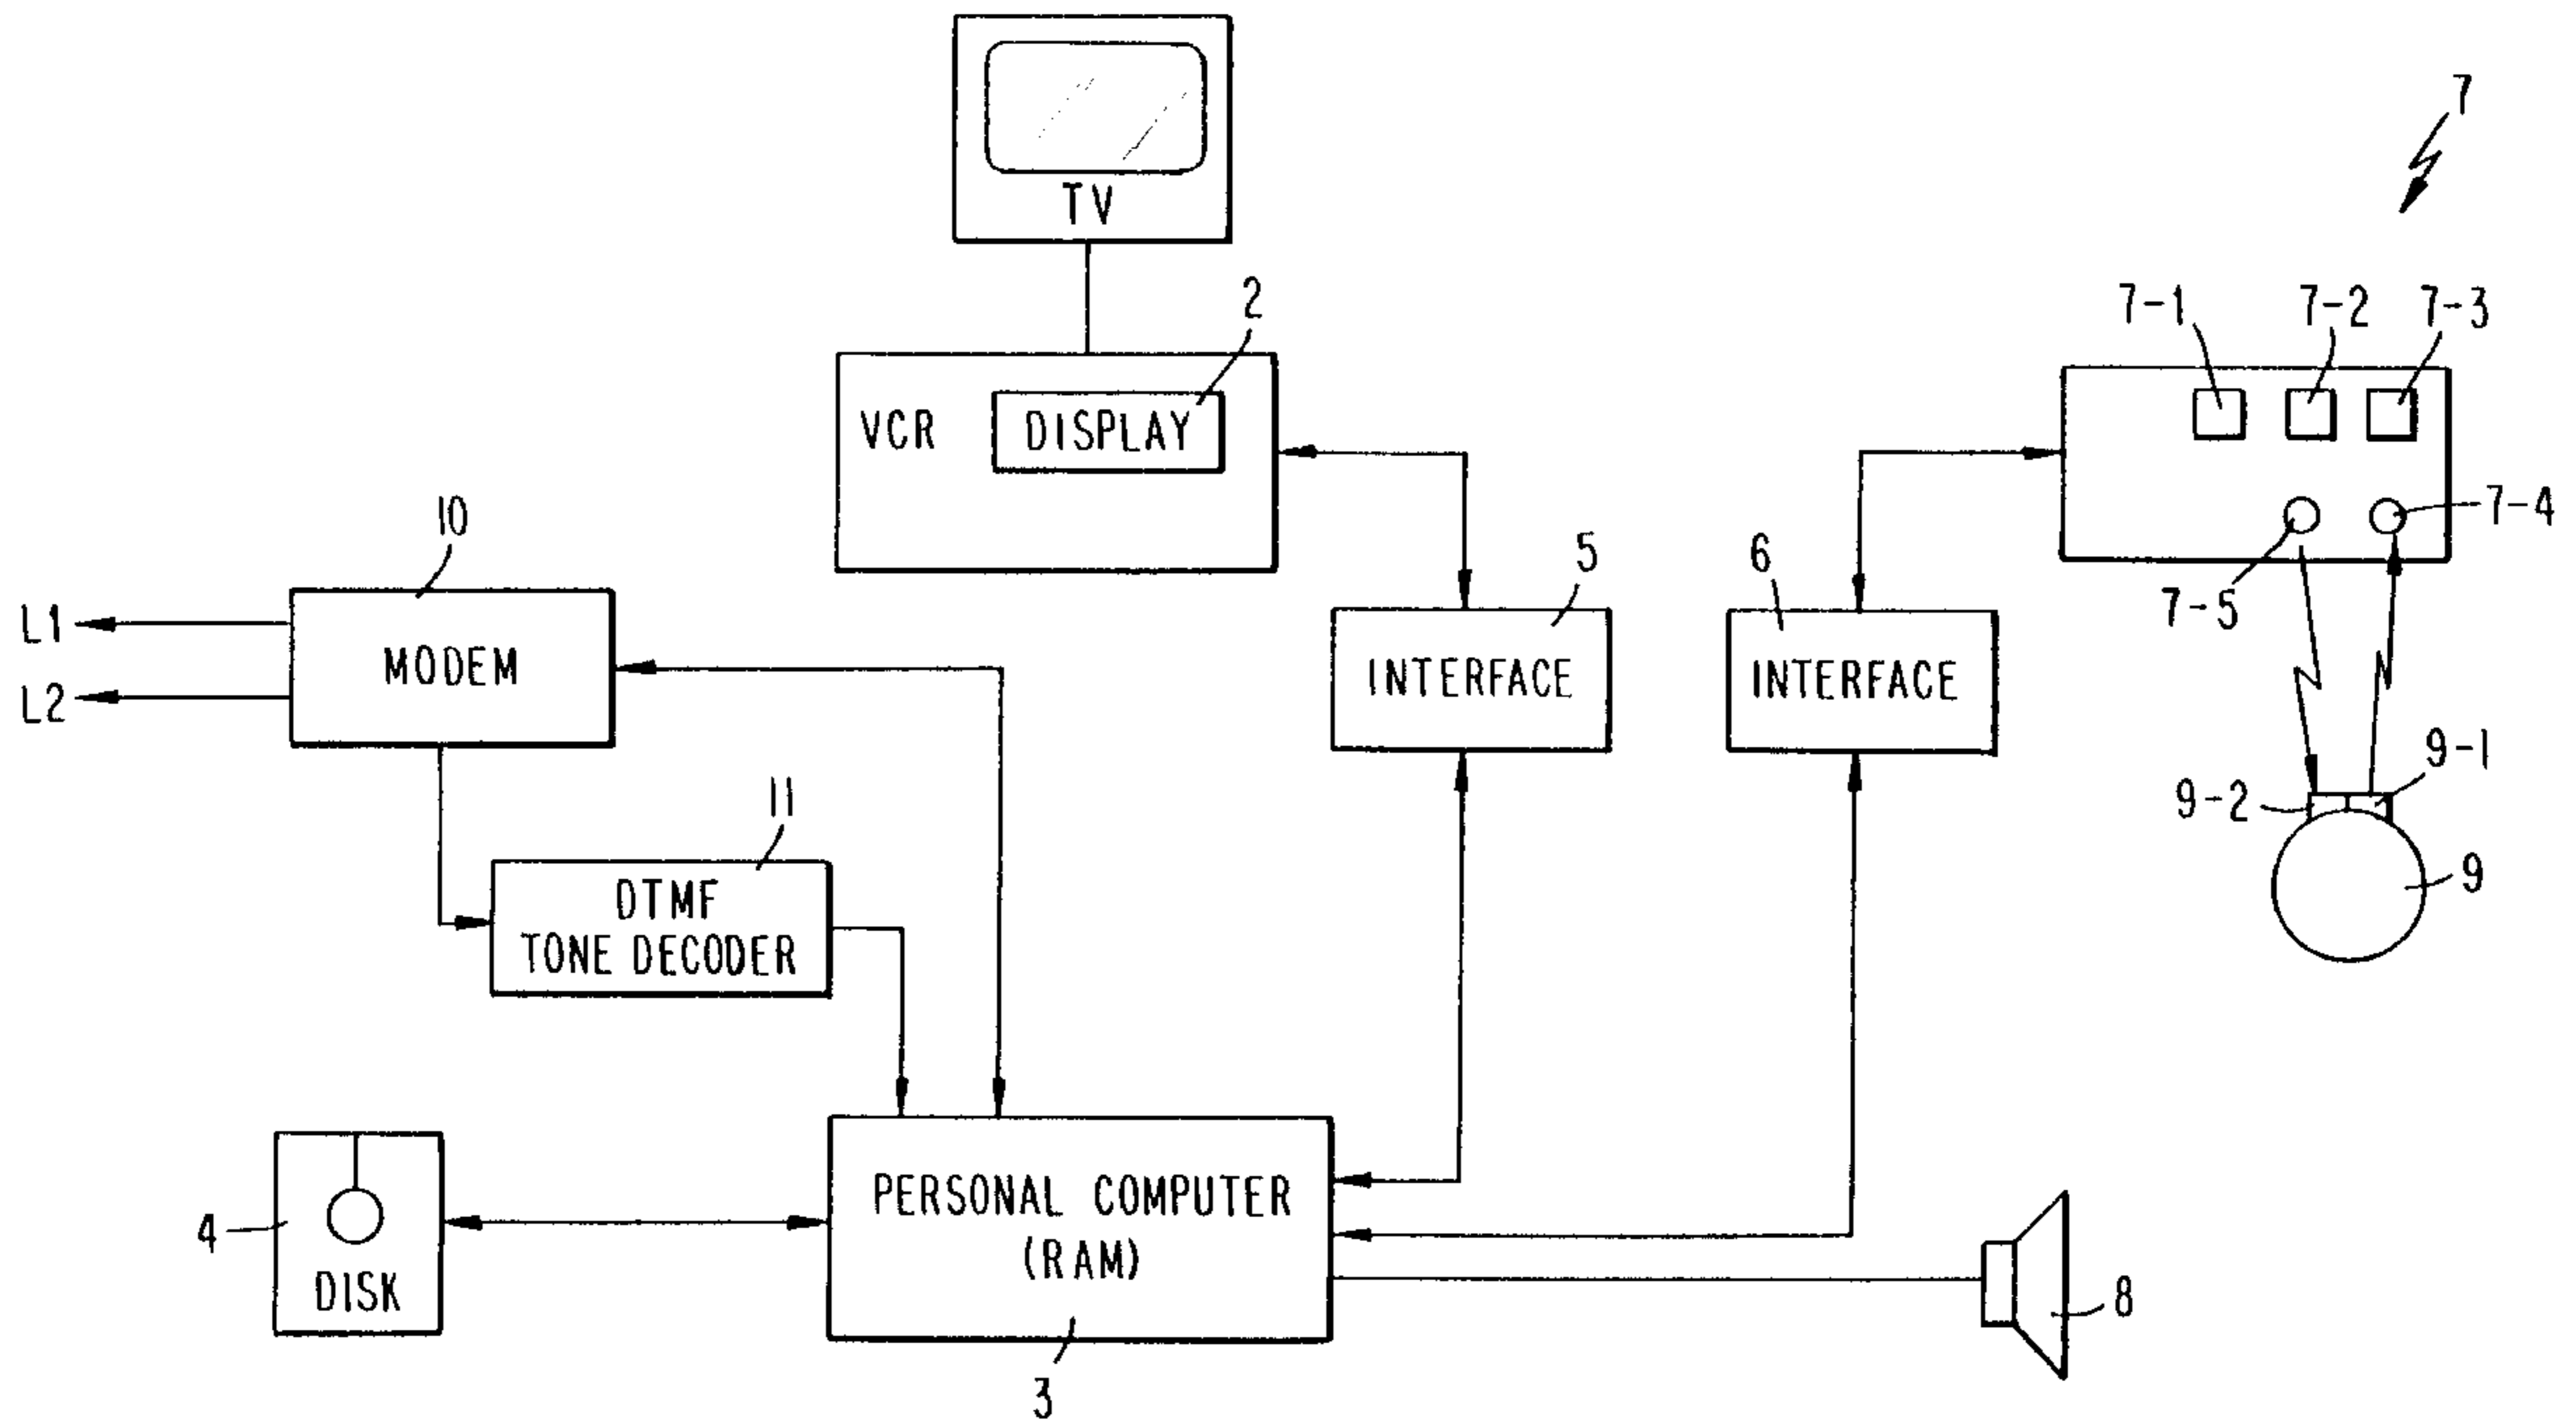 TV
7
2
7-1
7-2
7-3
VCR
DISPLAY
10
7-4
5
6
7-5
L1
MODEM
L2
INTERFACE
INTERFACE
9-1
9-2
11
9
DTMF
TONE DECODER
PERSONAL COMPUTER
(RAM)
4
DISK
8
3